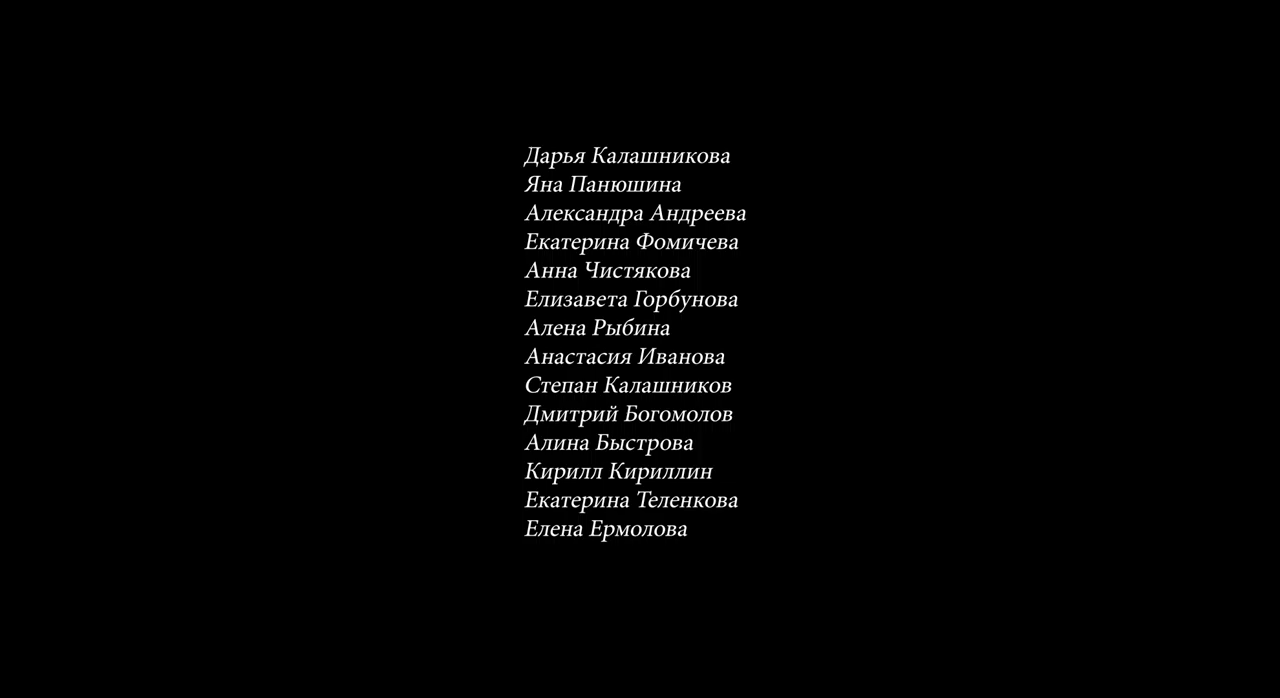 Дарья Калашникова
Яна Панюшина
Александра Андреева
Екатерина Фомичева
Анна Чистякова
Елизавета Горбунова
Алена Рыбина
Анастасия Иванова
Степан Калашников
Дмитрий Богомолов
Алина Быстрова
Кирилл Кириллин
Екатерина Теленкова
Елена Ермолова